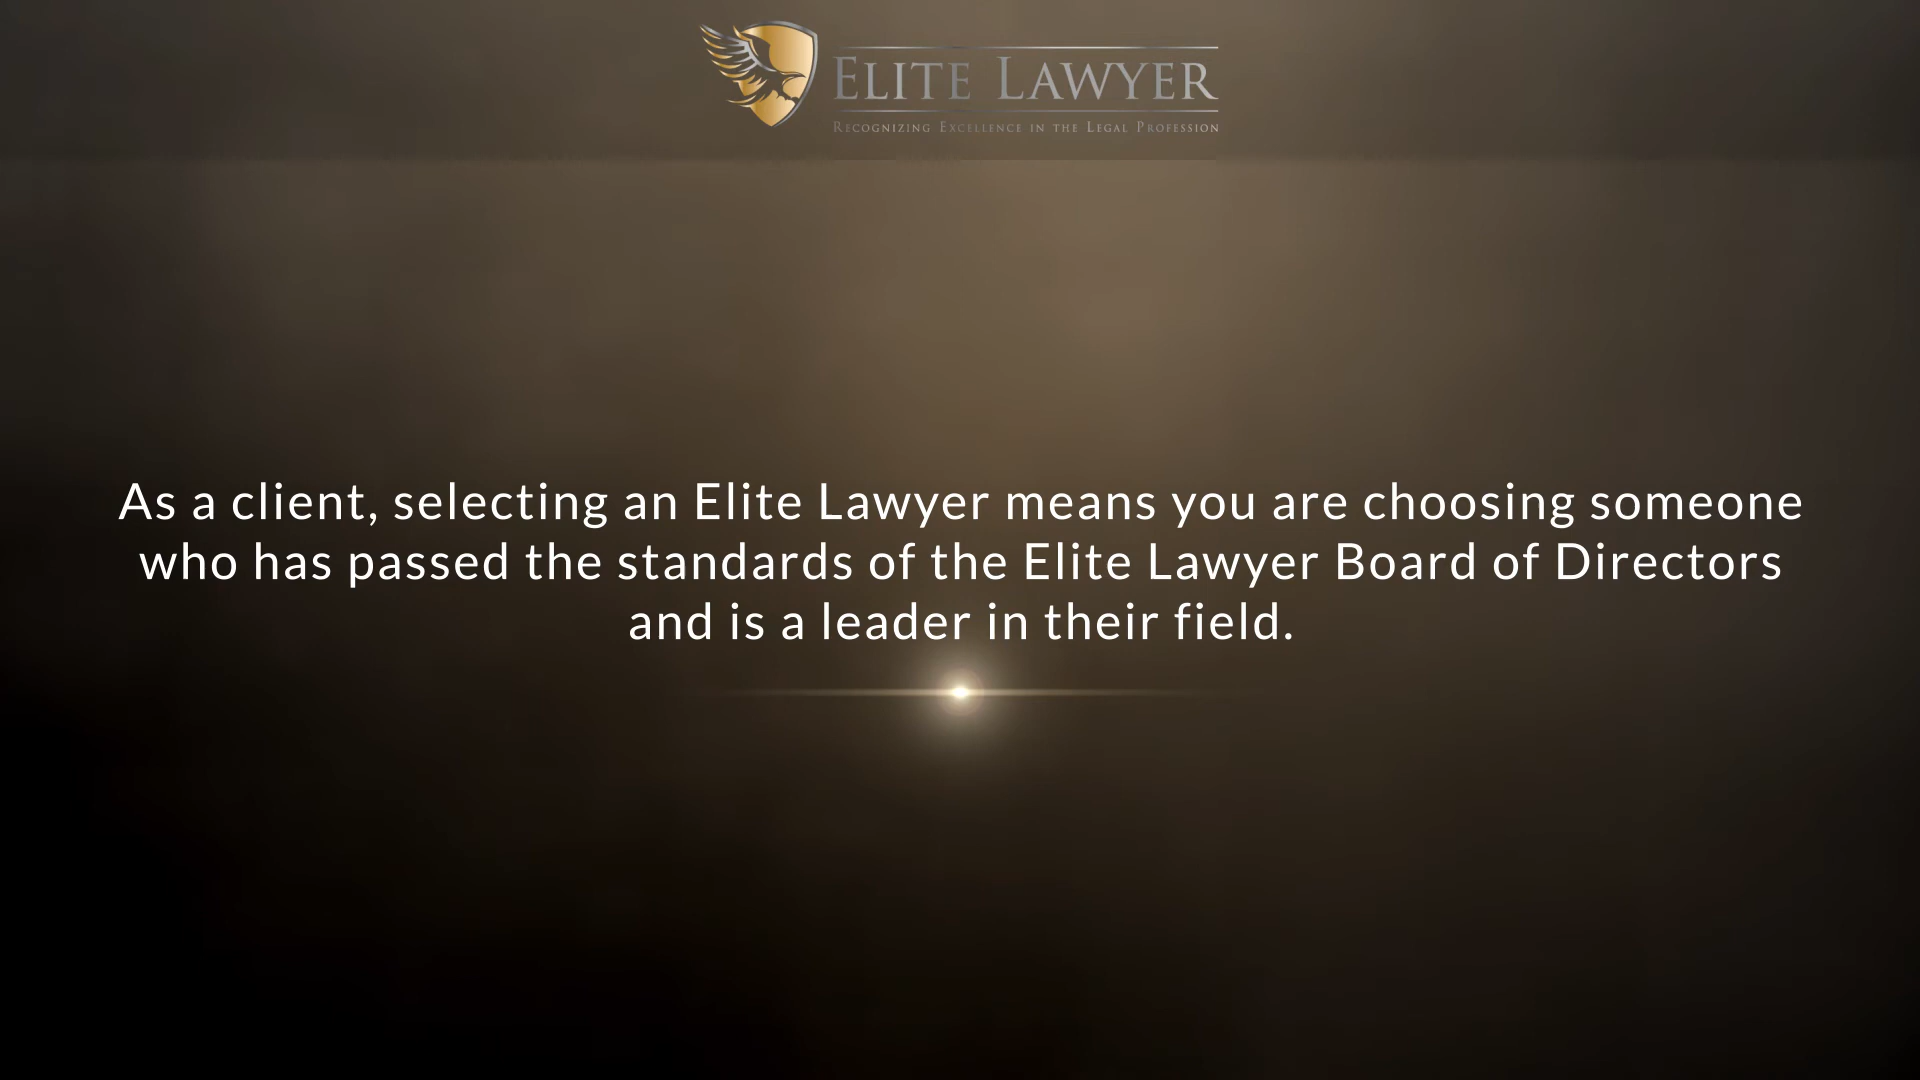 ELITE LAWYER
RECOGNIZING EXCELLENCE IN THE LEGAL PROFESSION
As a client, selecting an Elite Lawyer means you are choosing someone
who has passed the standards of the Elite Lawyer Board of Directors
and is a leader in their field.